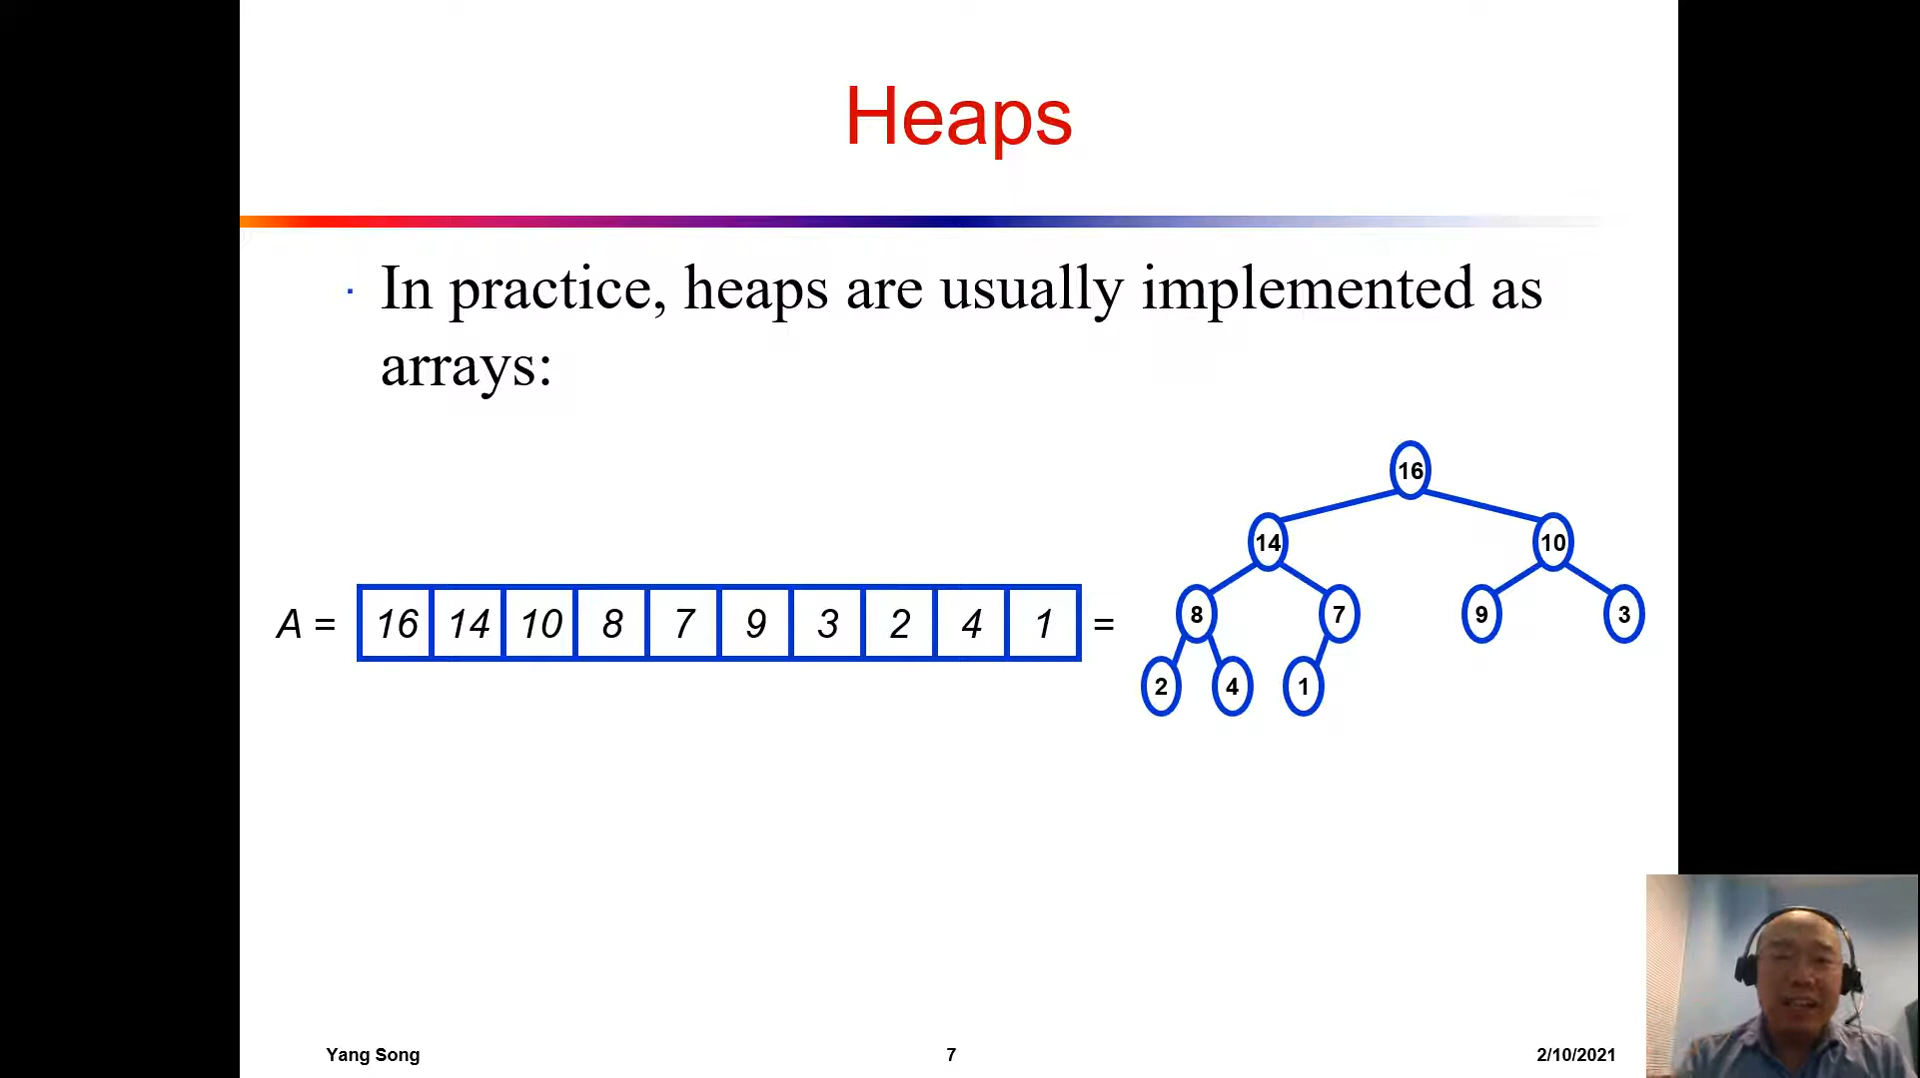 Heaps
· In practice, heaps are usually implemented as
arrays:
A = 16 14 10 8 7 9 3 2 4 1 =
16
14 10
8 7 9 3
2 4 1
Yang Song 7 2/10/2021